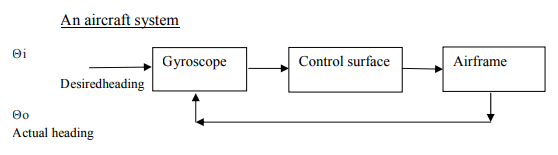 An aircraft system
Θi
Gyroscope
Control surface
Airframe
Desiredheading
Θo
Actual heading